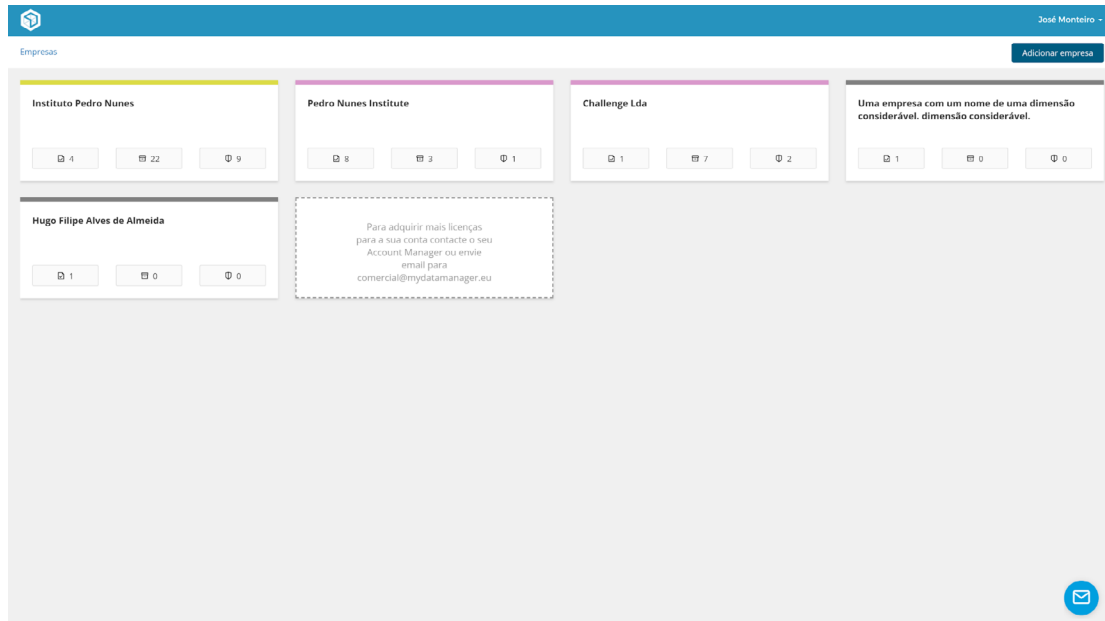 José Monteiro
Empresas
Adicionar empresa
Instituto Pedro Nunes
4
22
9
Pedro Nunes Institute
8
3
1
Challenge Lda
1
7
2
Uma empresa com um nome de uma dimensão
considerável. dimensão considerável.
1
0
0
Hugo Filipe Alves de Almeida
1
0
0
Para adquirir mais licenças
para a sua conta contacte o seu
Account Manager ou envie
email para
comercial@mydatamanager.eu